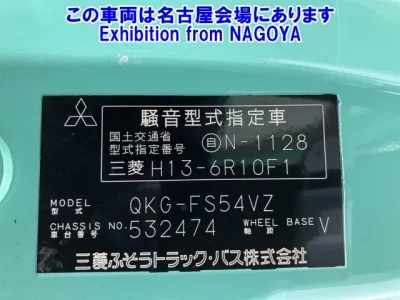 この車両は名古屋会場にあります
Exhibition from NAGOYA
騒音型式指定車
国土交通省
型式指定番号 自N-1128
三菱 H13-6R10F1
MODEL
型式 QKG-FS54VZ
CHASSIS NO.
車台番号 532474
WHEEL BASE
軸距 V
三菱ふそうトラック・バス株式会社